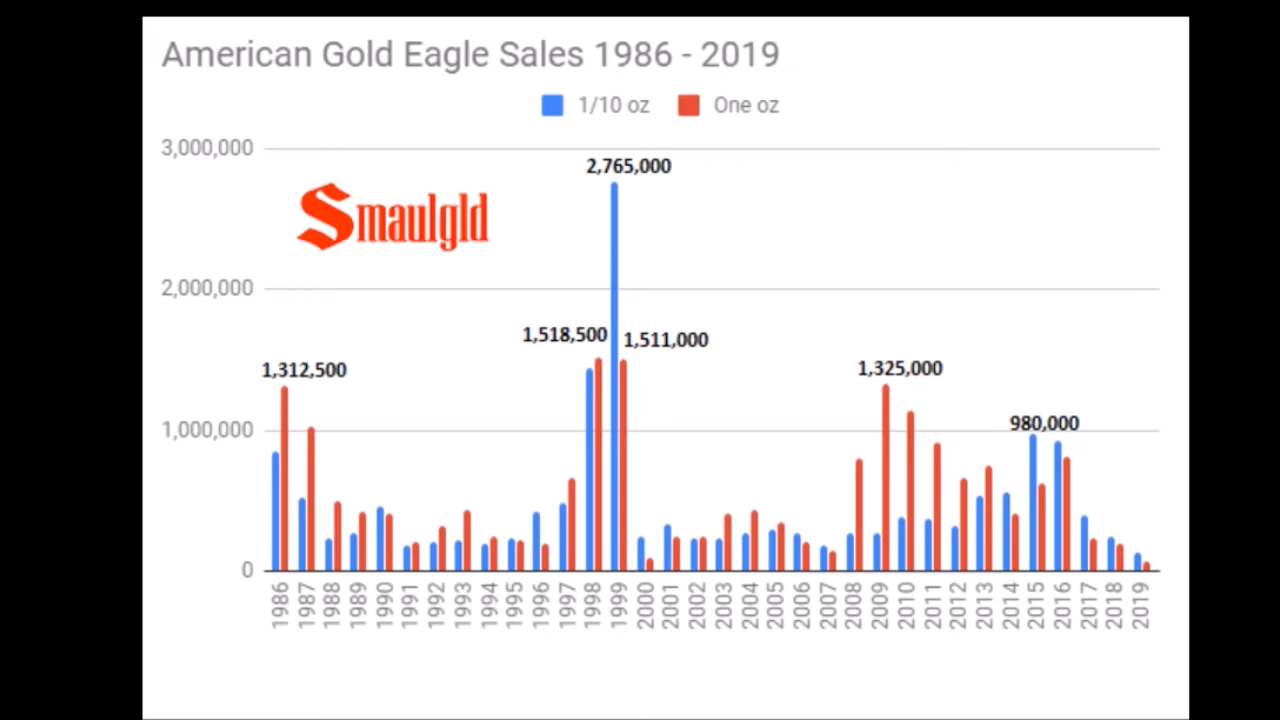 American Gold Eagle Sales 1986 - 2019
1/10 oz One oz
3,000,000
2,765,000
Smaulgld
2,000,000
1,518,500 1,511,000
1,312,500 1,325,000
1,000,000 980,000
0
1986 1987 1988 1989 1990 1991 1992 1993 1994 1995 1996 1997 1998 1999 2000 2001 2002 2003 2004 2005 2006 2007 2008 2009 2010 2011 2012 2013 2014 2015 2016 2017 2018 2019